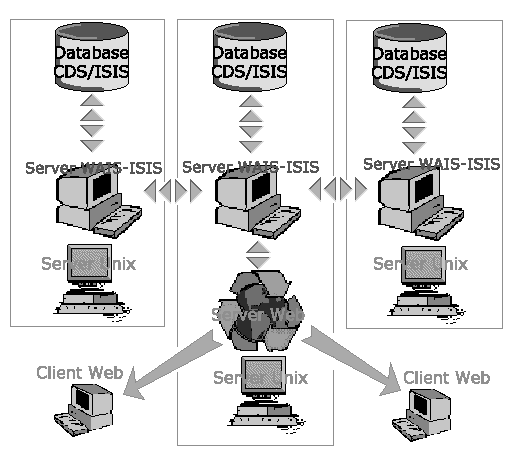 Database
CDS/ISIS
Database
CDS/ISIS
Database
CDS/ISIS
Server WAIS-ISIS
Server WAIS-ISIS
Server WAIS-ISIS
Server Unix
Server Unix
Server Web
Client Web
Server Unix
Client Web